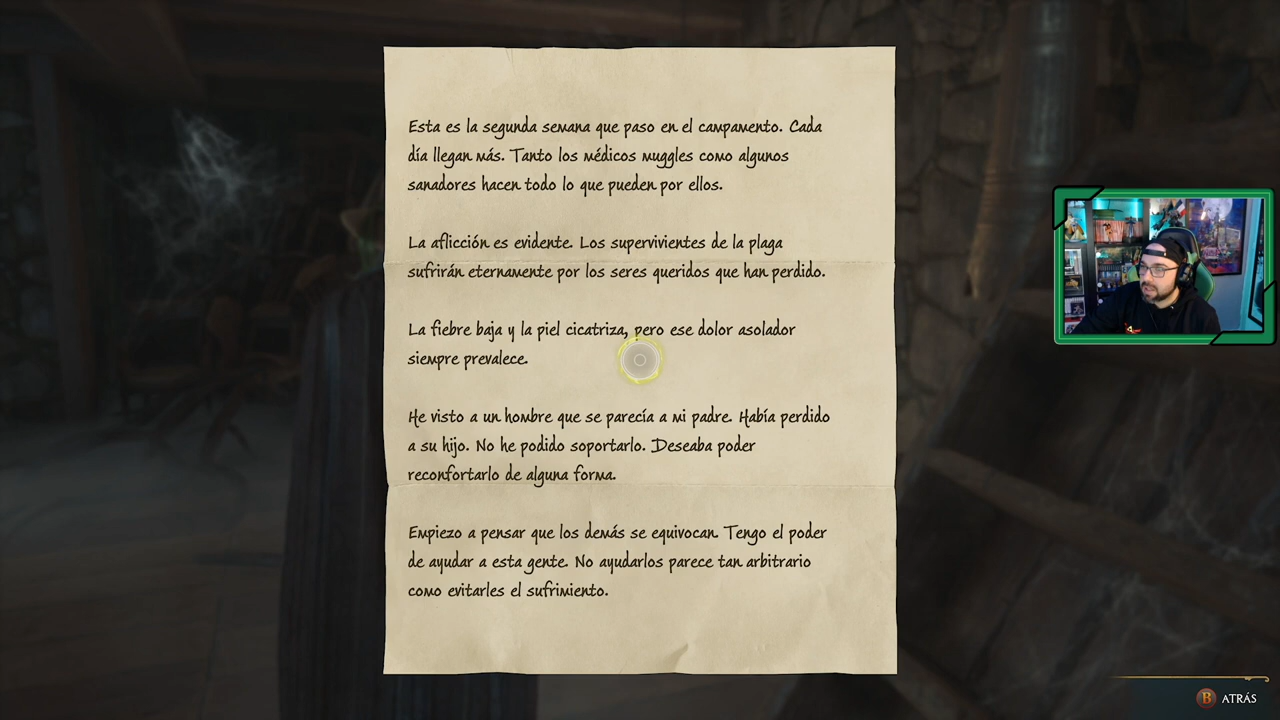 Esta es la segunda semana que paso en el campamento. Cada
día llegan más. Tanto los médicos muggles como algunos
sanadores hacen todo lo que pueden por ellos.
La aflicción es evidente. Los supervivientes de la plaga
sufrirán eternamente por los seres queridos que han perdido.
La fiebre baja y la piel cicatriza, pero ese dolor asolador
siempre prevalece.
He visto a un hombre que se parecía a mi padre. Había perdido
a su hijo. No he podido soportarlo. Deseaba poder
reconfortarlo de alguna forma.
Empiezo a pensar que los demás se equivocan. Tengo el poder
de ayudar a esta gente. No ayudarlos parece tan arbitrario
como evitarles el sufrimiento.
B ATRÁS